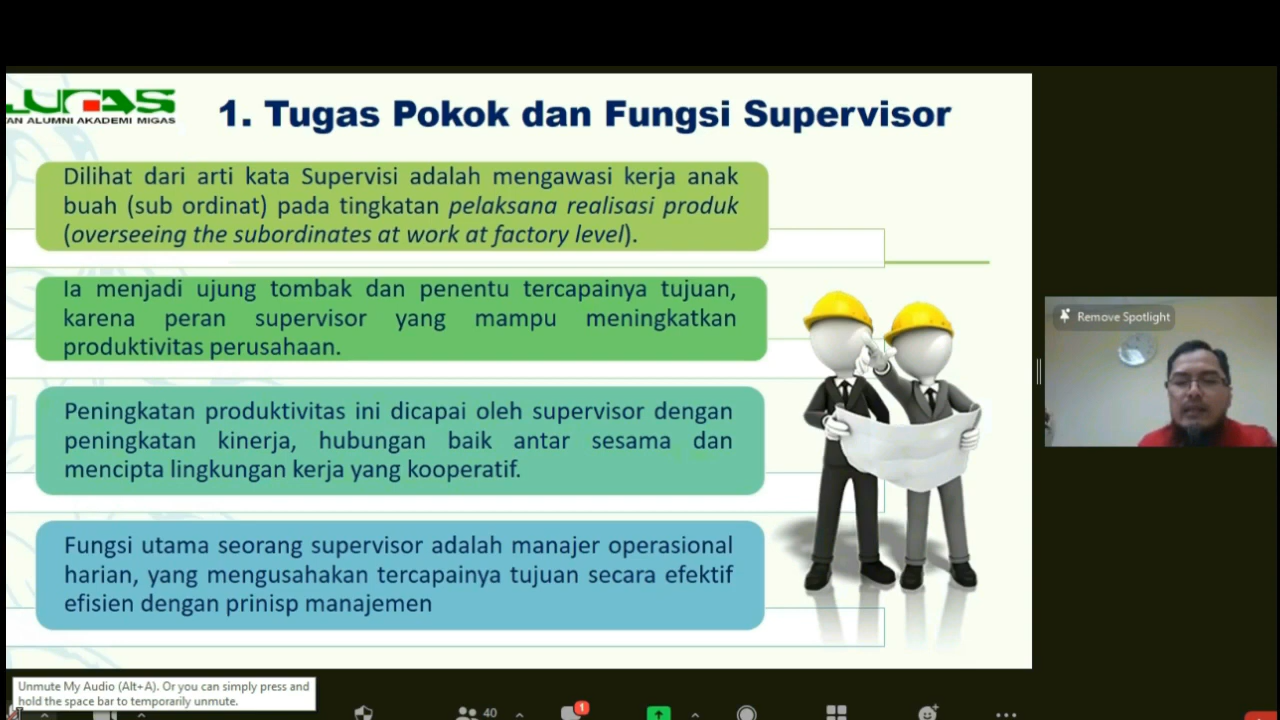 AN ALUMNI AKADEMI MIGAS
1. Tugas Pokok dan Fungsi Supervisor
Dilihat dari arti kata Supervisi adalah mengawasi kerja anak
buah (sub ordinat) pada tingkatan pelaksana realisasi produk
(overseeing the subordinates at work at factory level).
Ia menjadi ujung tombak dan penentu tercapainya tujuan,
karena peran supervisor yang mampu meningkatkan
produktivitas perusahaan.
Peningkatan produktivitas ini dicapai oleh supervisor dengan
peningkatan kinerja, hubungan baik antar sesama dan
mencipta lingkungan kerja yang kooperatif.
Fungsi utama seorang supervisor adalah manajer operasional
harian, yang mengusahakan tercapainya tujuan secara efektif
efisien dengan prinisp manajemen
Remove Spotlight
Unmute My Audio (Alt+A). Or you can simply press and
hold the space bar to temporarily unmute.
40
1